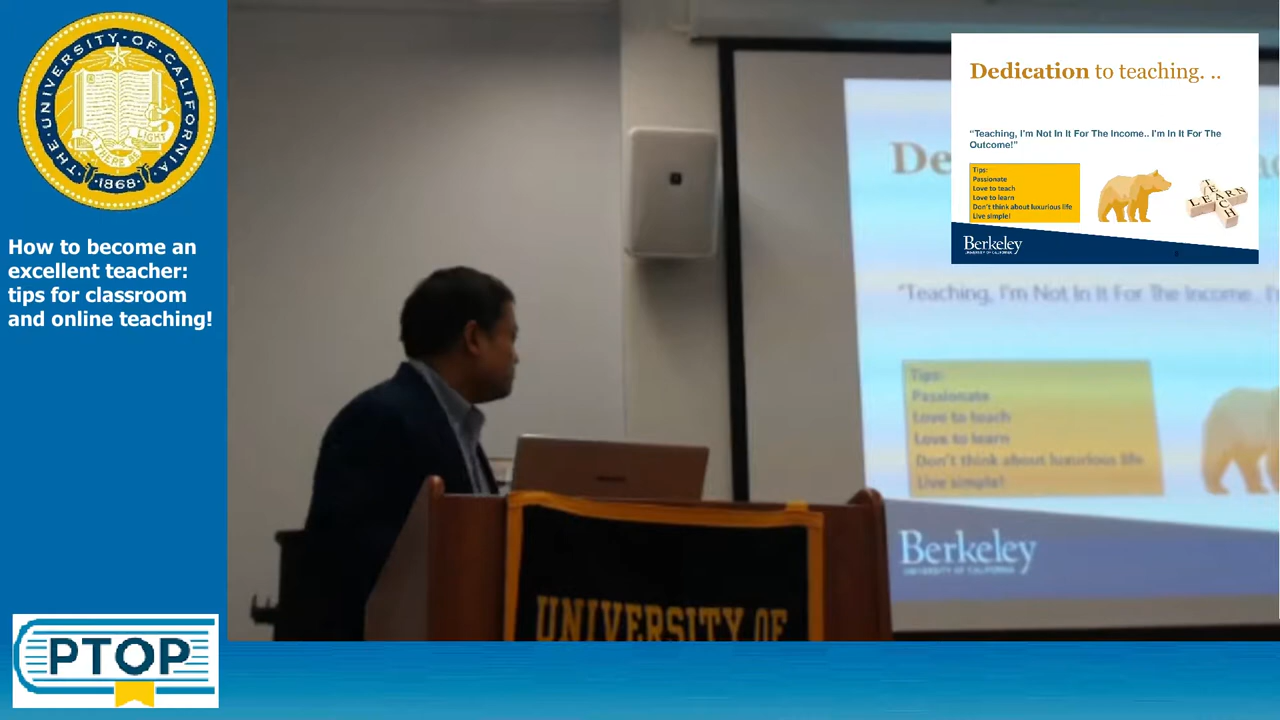 THE·UNIVERSITY·OF·CALIFORNIA
LET THERE BE LIGHT
·1868·
How to become an
excellent teacher:
tips for classroom
and online teaching!
PTOP
Dedication to teaching. ..
“Teaching, I'm Not In It For The Income.. I'm In It For The
Outcome!”
Tips:
Passionate
Love to teach
Love to learn
Don't think about luxurious life
Live simple!
TEACH
LEARN
Berkeley
UNIVERSITY OF CALIFORNIA
De
“Teaching, I'm Not In It For The Income.. I'
Tips:
Passionate
Love to teach
Love to learn
Don't think about luxurious life
Live simple!
Berkeley
UNIVERSITY OF CALIFORNIA
UNIVERSITY OF